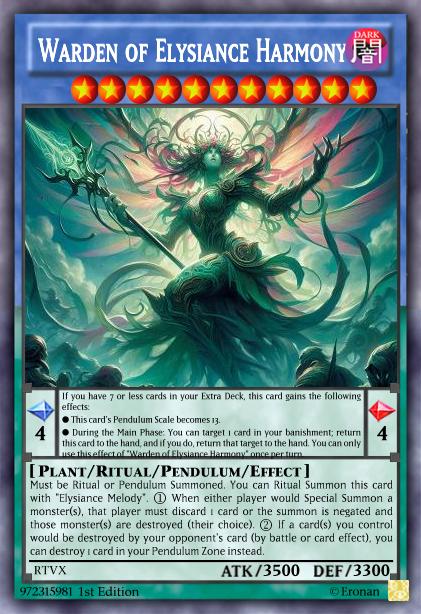 WARDEN OF ELYSIANCE HARMONY
DARK
闇
If you have 7 or less cards in your Extra Deck, this card gains the following
effects:
● This card's Pendulum Scale becomes 13.
● During the Main Phase: You can target 1 card in your banishment; return
this card to the hand, and if you do, return that target to the hand. You can only
use this effect of "Warden of Elysiance Harmony" once per turn.
4
4
[ PLANT/RITUAL/PENDULUM/EFFECT ]
Must be Ritual or Pendulum Summoned. You can Ritual Summon this card
with "Elysiance Melody". ① When either player would Special Summon a
monster(s), that player must discard 1 card or the summon is negated and
those monster(s) are destroyed (their choice). ② If a card(s) you control
would be destroyed by your opponent's card (by battle or card effect), you
can destroy 1 card in your Pendulum Zone instead.
RTVX
ATK/3500 DEF/3300
972315981 1st Edition
© Eronan